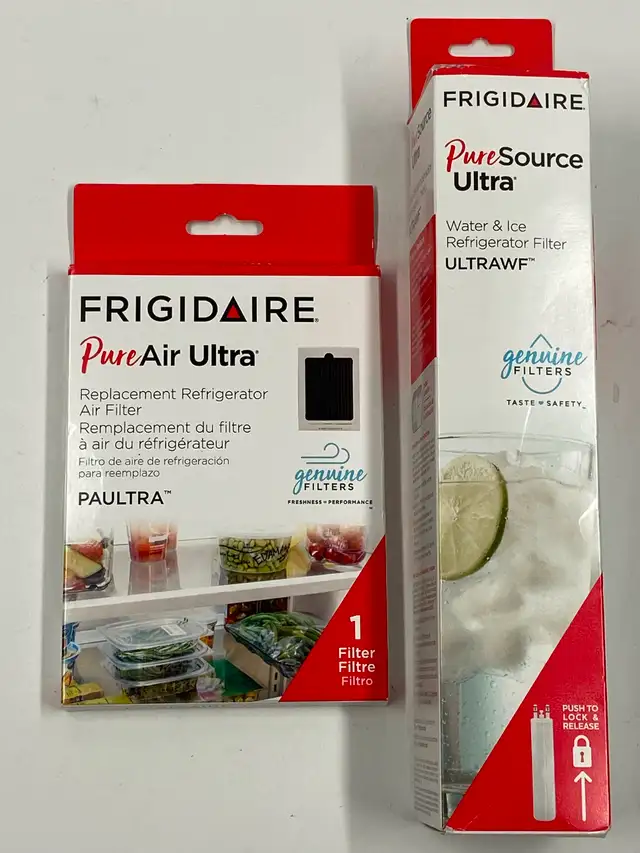 FRIGIDAIRE
PureAir Ultra
Replacement Refrigerator
Air Filter
Remplacement du filtre
à air du réfrigérateur
Filtro de aire de refrigeración
para reemplazo
PAULTRA™
genuine
FILTERS
FRESHNESS + PERFORMANCE
1
Filter
Filtre
Filtro
FRIGIDAIRE
PureSource
Ultra
Water & Ice
Refrigerator Filter
ULTRAWF™
genuine
FILTERS
TASTE + SAFETY
PUSH TO
LOCK &
RELEASE